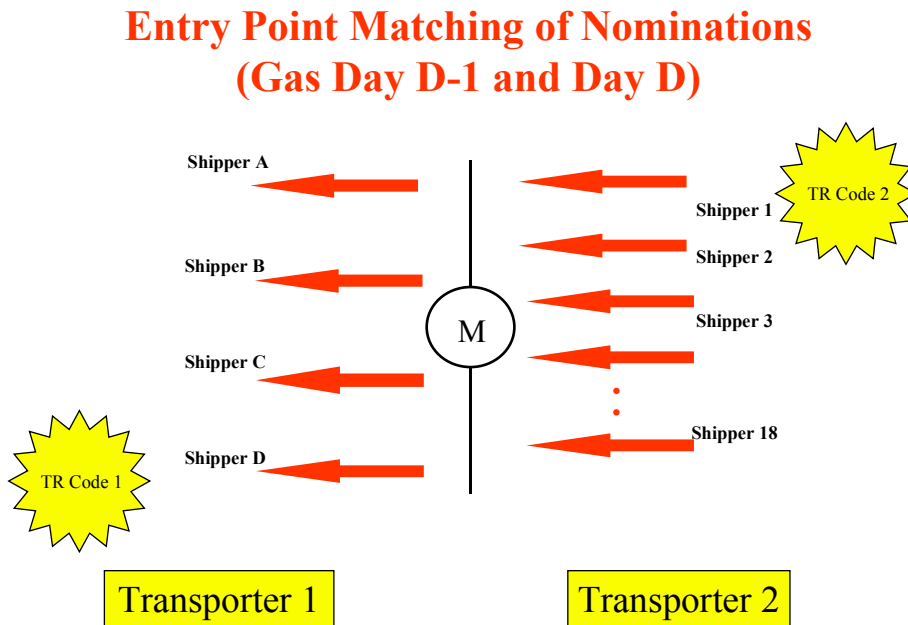 Entry Point Matching of Nominations
(Gas Day D-1 and Day D)
Shipper A
Shipper B
Shipper C
Shipper D
TR Code 1
M
TR Code 2
Shipper 1
Shipper 2
Shipper 3
Shipper 18
Transporter 1
Transporter 2